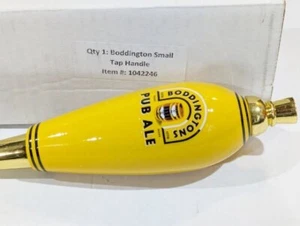 Qty 1: Boddington Small
Tap Handle
Item #: 1042246
BODDINGTONS
PUB ALE